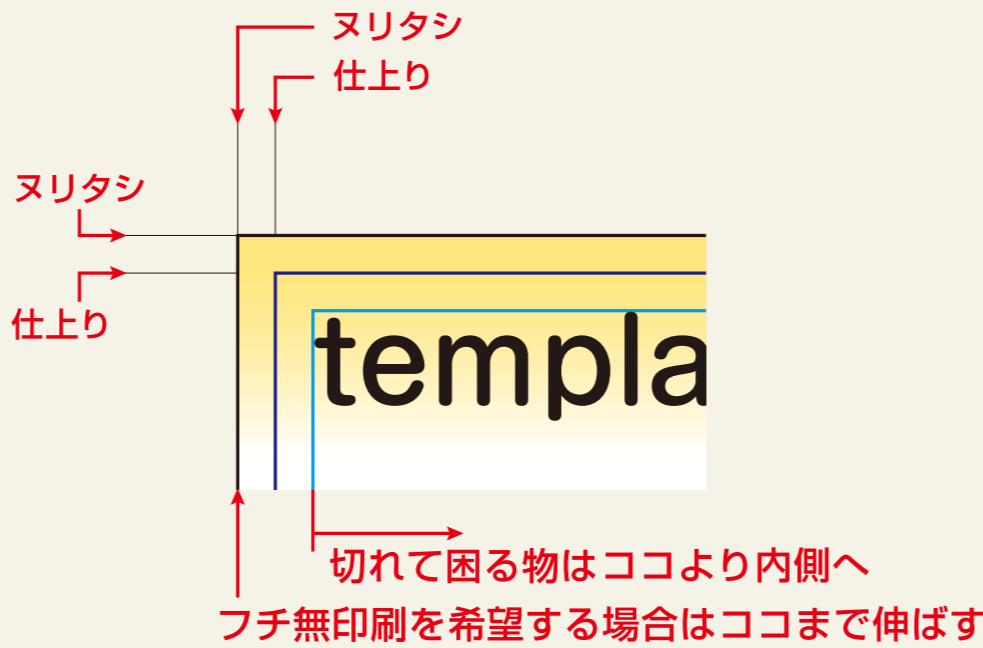 ヌリタシ
仕上り
ヌリタシ
仕上り
templa
切れて困る物はココより内側へ
フチ無印刷を希望する場合はココまで伸ばす